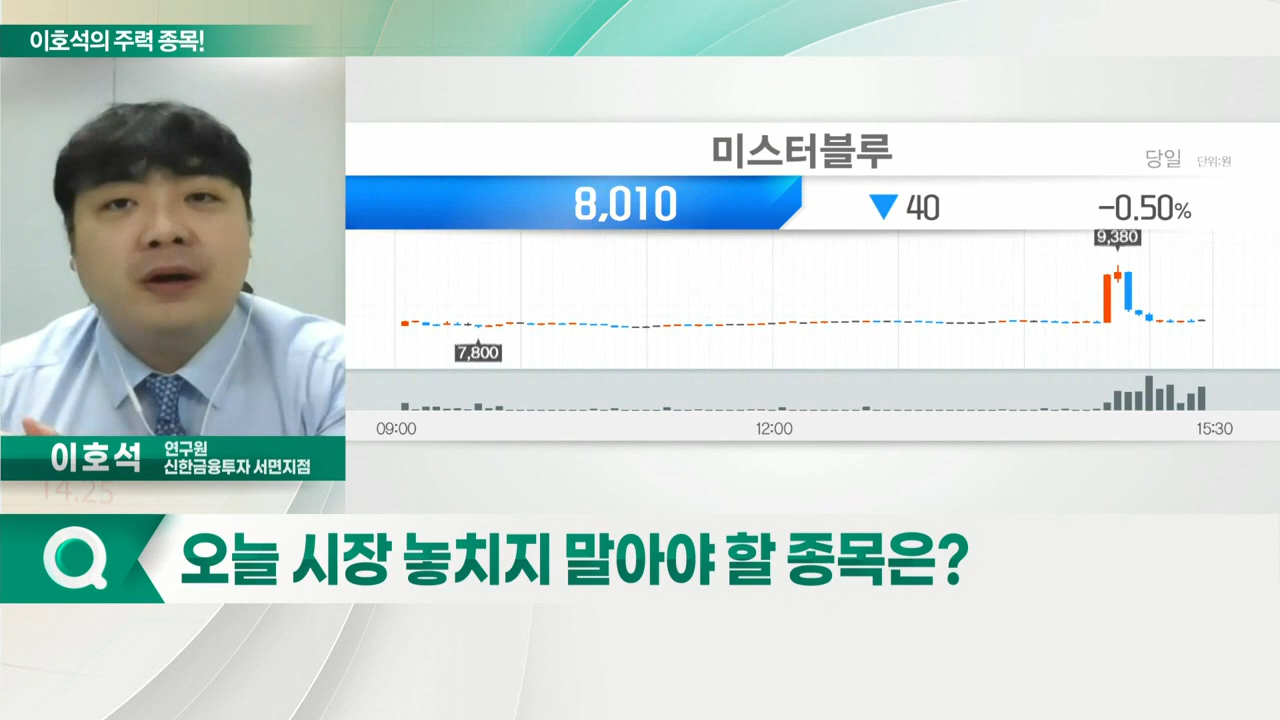 이호석의 주력 종목!
미스터블루
당일 단위:원
8,010 ▼ 40 -0.50%
9,380
7,800
09:00 12:00 15:30
이호석 연구원
신한금융투자 서면지점
14.25
오늘 시장 놓치지 말아야 할 종목은?